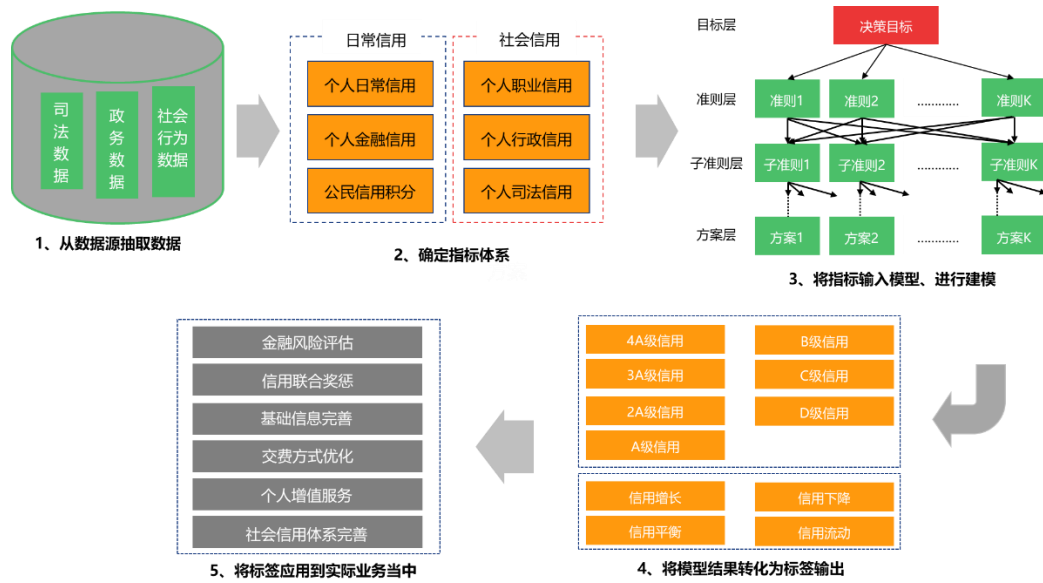 司法数据
政务数据
社会行为数据
1、从数据源抽取数据
日常信用
个人日常信用
个人金融信用
公民信用积分
社会信用
个人职业信用
个人行政信用
个人司法信用
2、确定指标体系
目标层
决策目标
准则层
准则1
准则2
............
准则K
子准则层
子准则1
子准则2
............
子准则K
方案层
方案1
方案2
............
方案K
3、将指标输入模型、进行建模
4A级信用
B级信用
3A级信用
C级信用
2A级信用
D级信用
A级信用
信用增长
信用下降
信用平衡
信用流动
4、将模型结果转化为标签输出
金融风险评估
信用联合奖惩
基础信息完善
交费方式优化
个人增值服务
社会信用体系完善
5、将标签应用到实际业务当中